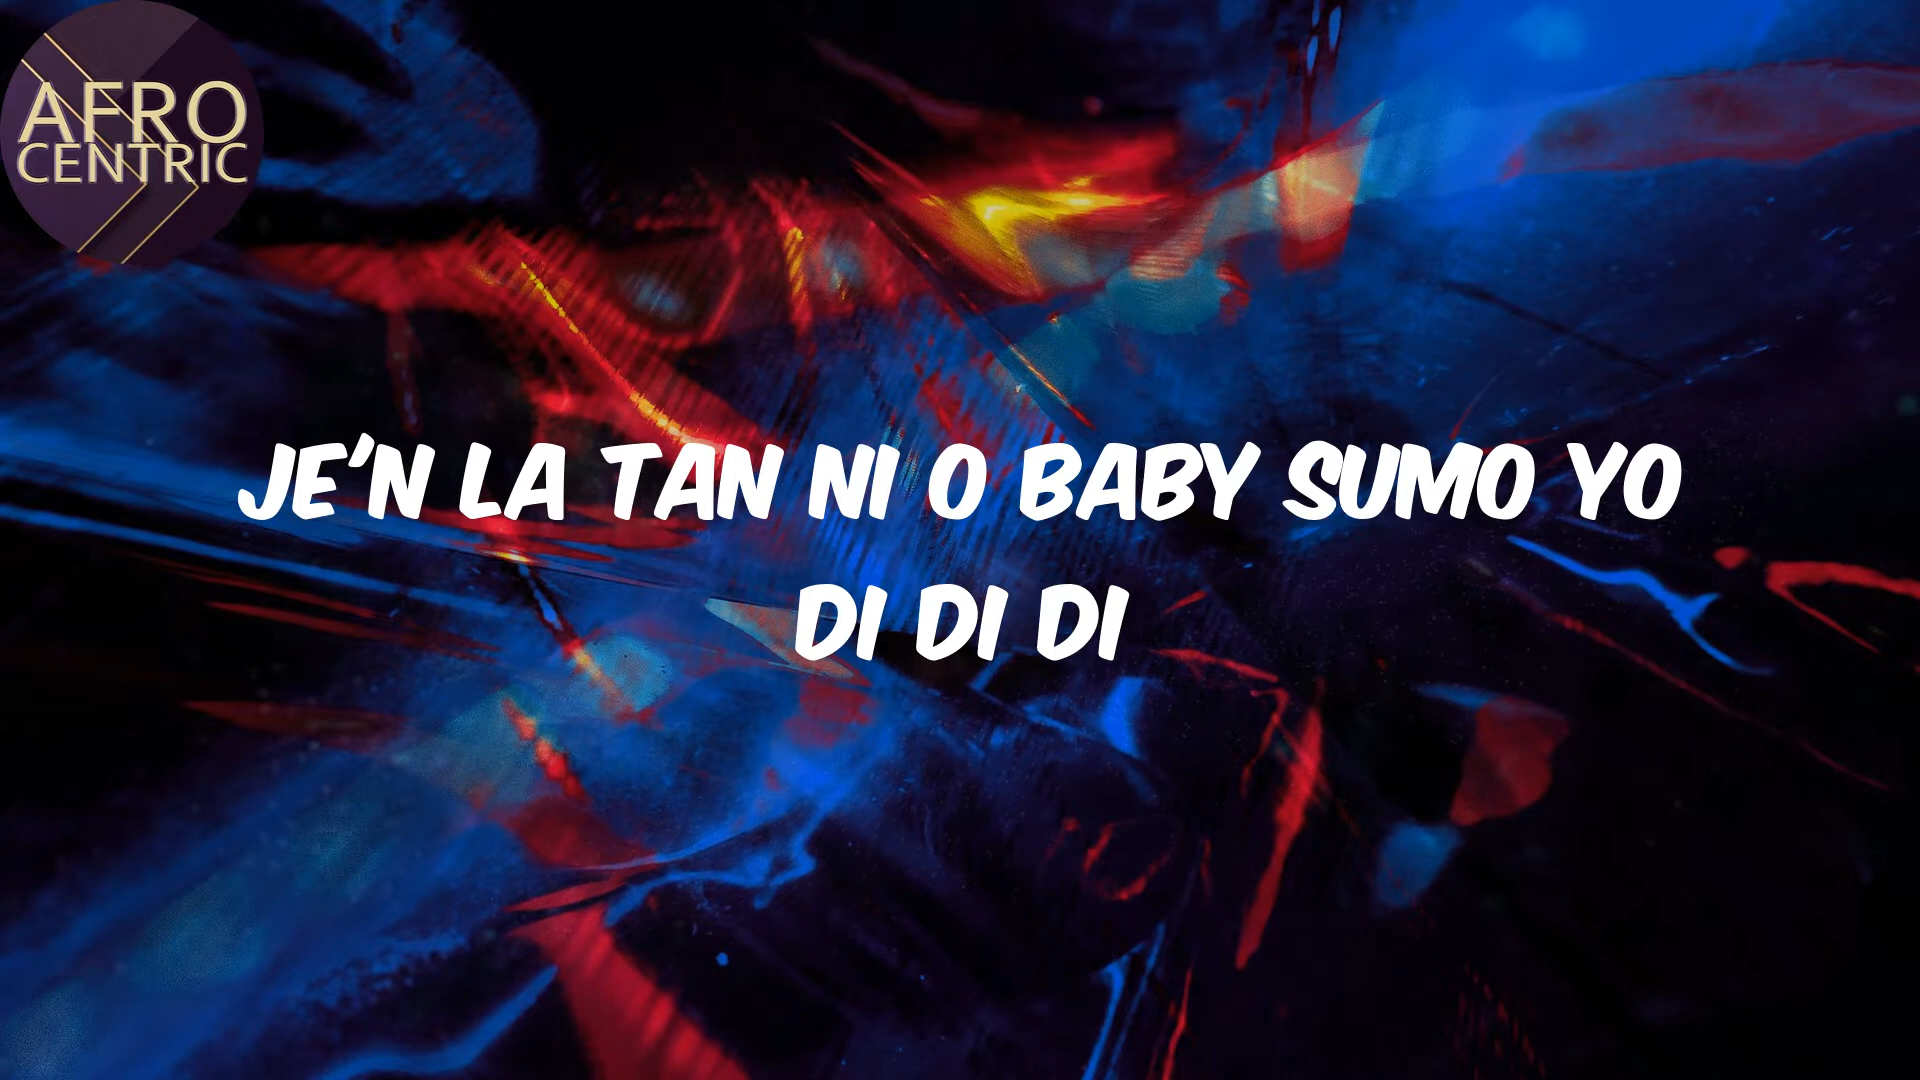 AFRO
CENTRIC
JE'N LA TAN NI O BABY SUMO YO
DI DI DI